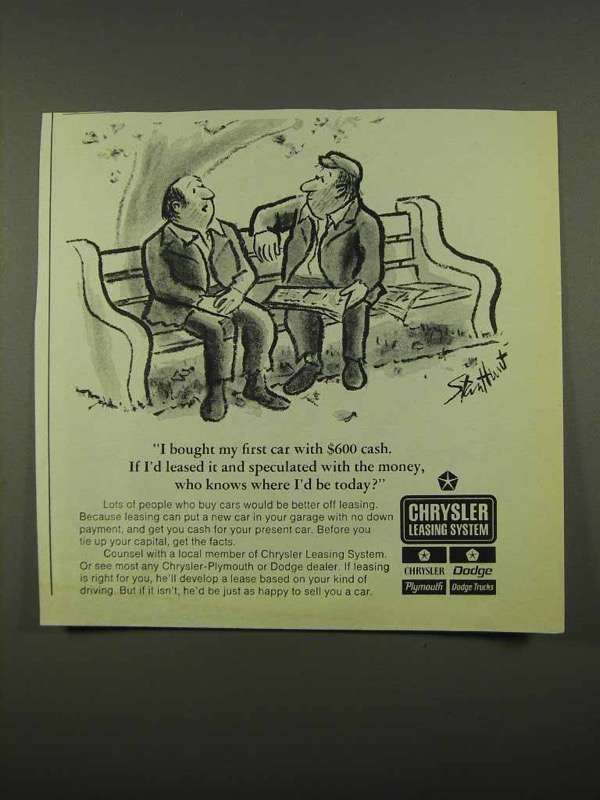 Stan Hunt
"I bought my first car with $600 cash.
If I'd leased it and speculated with the money,
who knows where I'd be today?"
Lots of people who buy cars would be better off leasing.
Because leasing can put a new car in your garage with no down
payment, and get you cash for your present car. Before you
tie up your capital, get the facts.
Counsel with a local member of Chrysler Leasing System.
Or see most any Chrysler-Plymouth or Dodge dealer. If leasing
is right for you, he'll develop a lease based on your kind of
driving. But if it isn't, he'd be just as happy to sell you a car.
CHRYSLER
LEASING SYSTEM
CHRYSLER Dodge
Plymouth Dodge Trucks